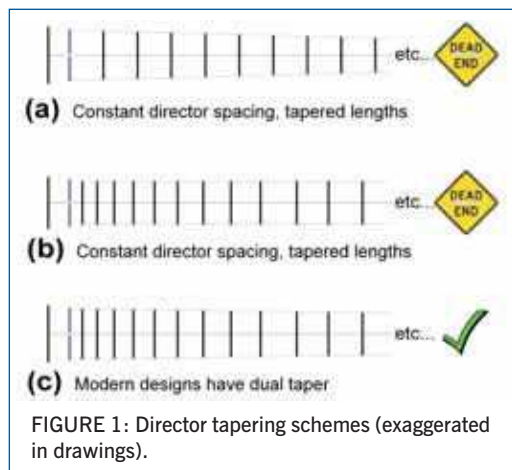 etc... DEAD END
(a) Constant director spacing, tapered lengths
etc... DEAD END
(b) Constant director spacing, tapered lengths
etc...
(c) Modern designs have dual taper
FIGURE 1: Director tapering schemes (exaggerated
in drawings).